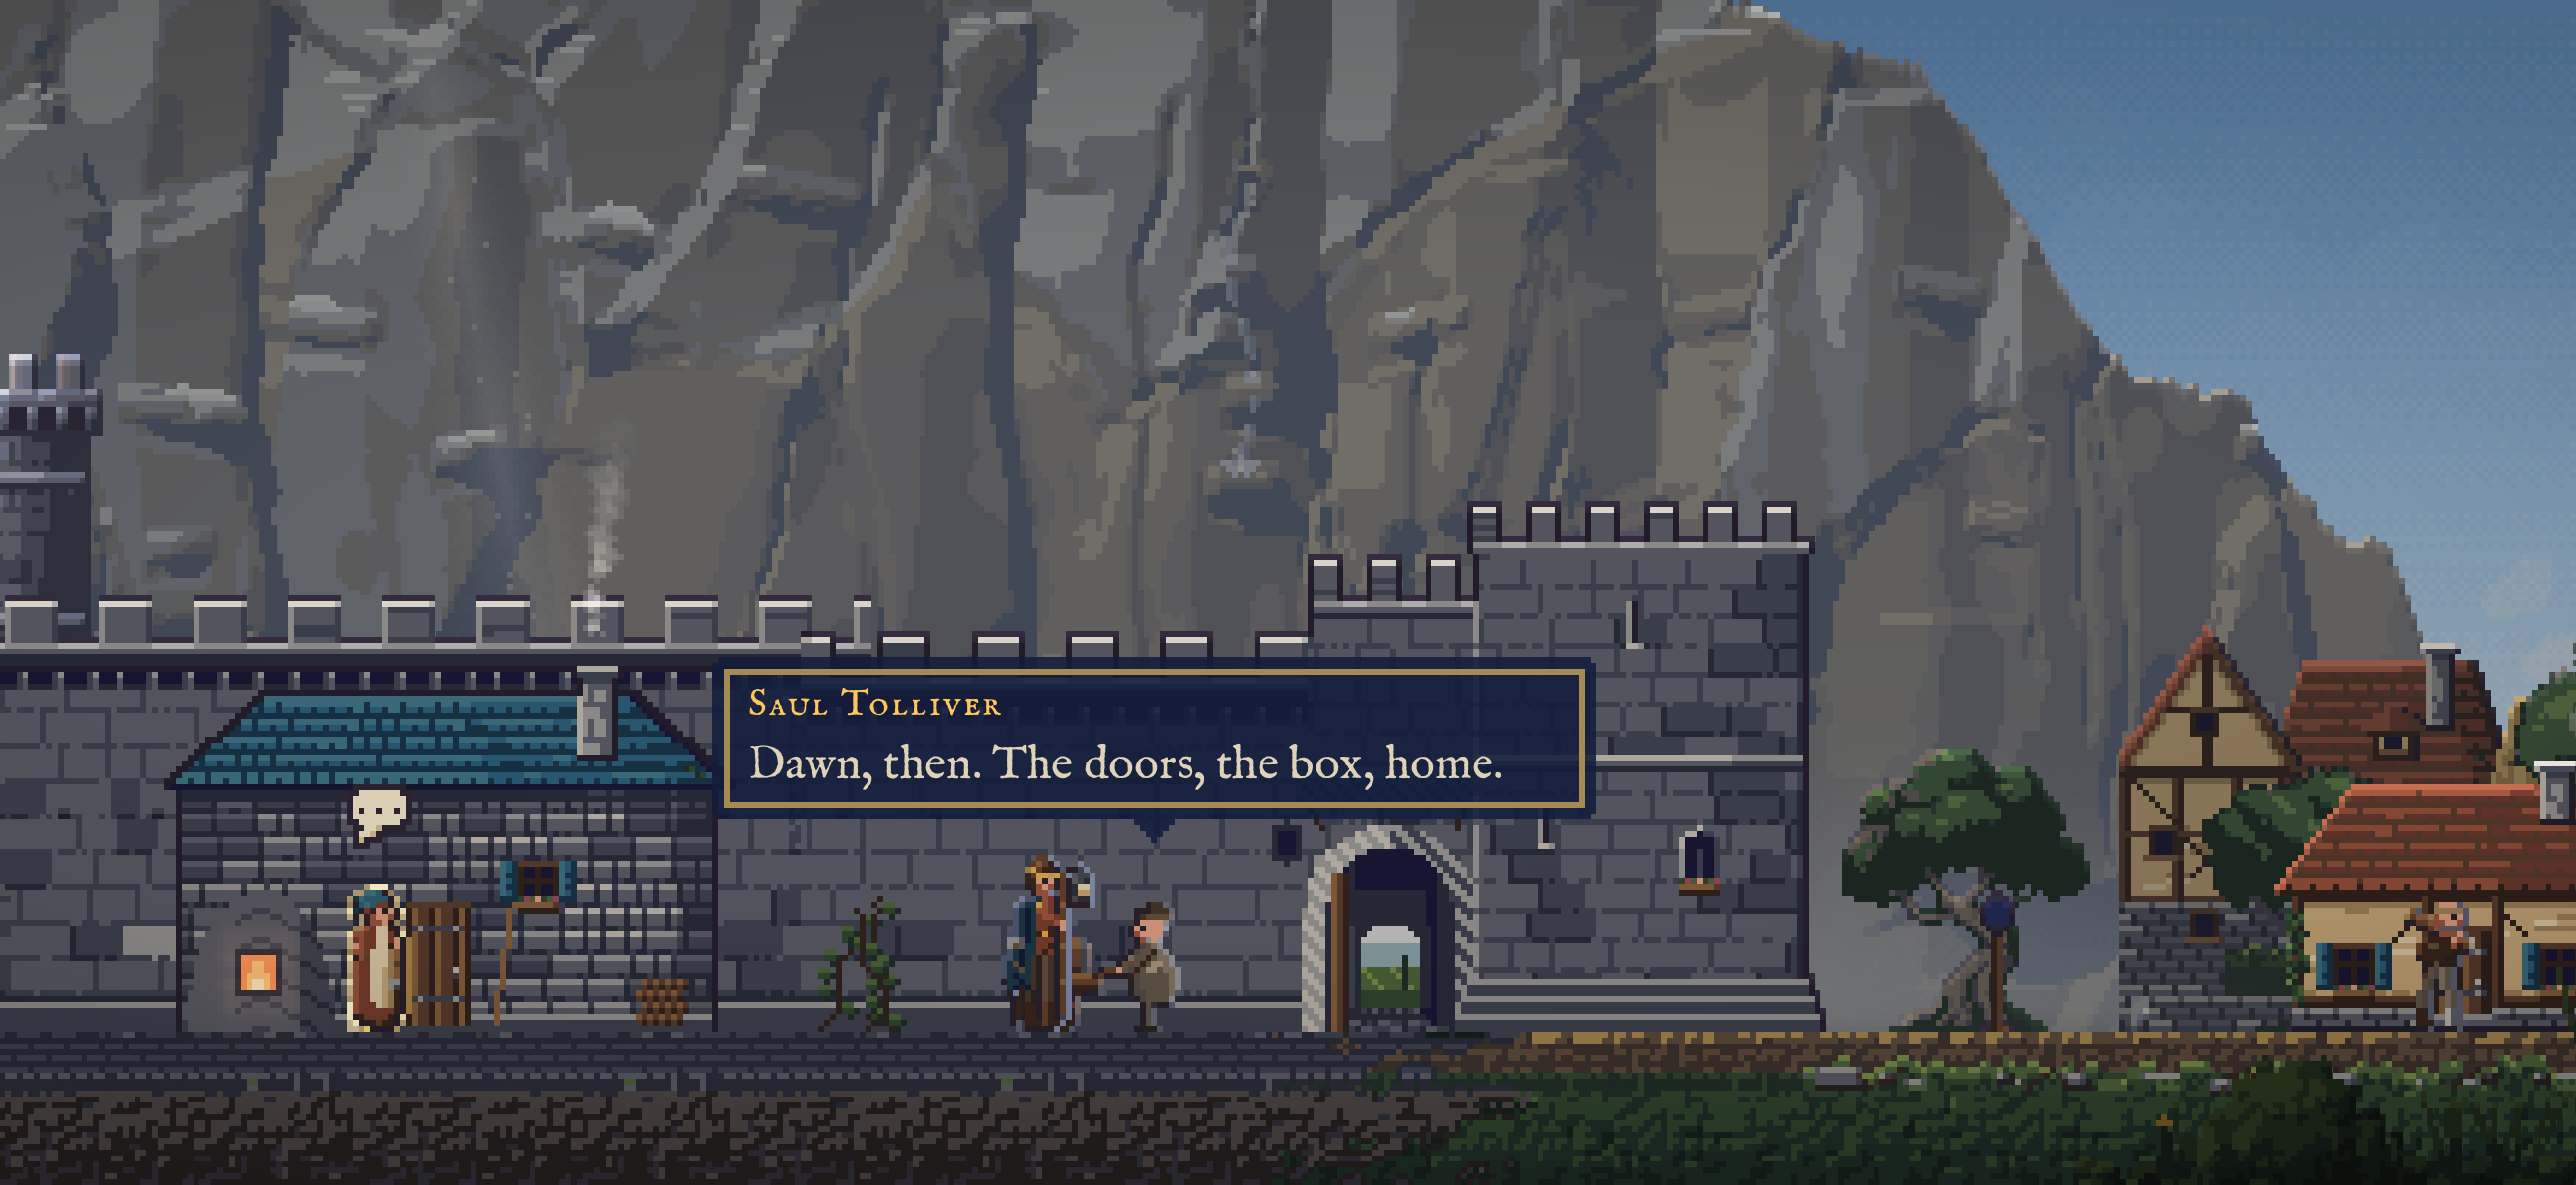 Saul Tolliver
Dawn, then. The doors, the box, home.